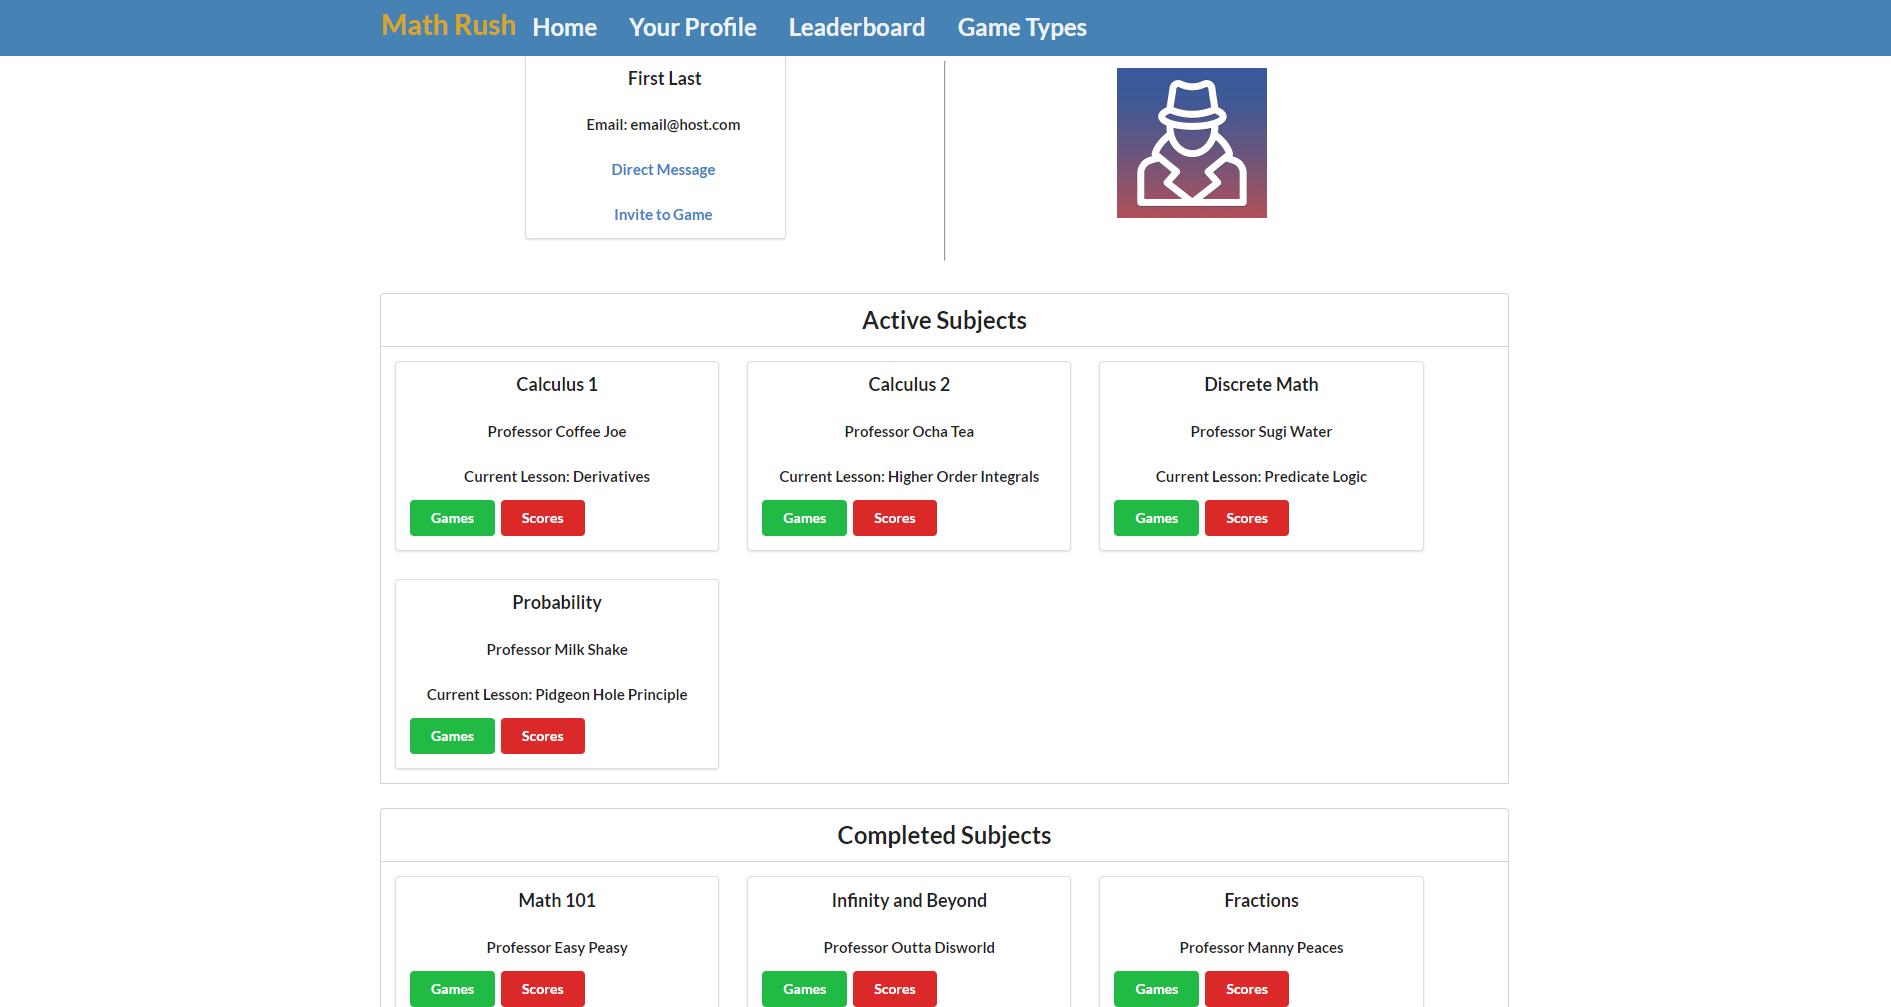 Math Rush Home Your Profile Leaderboard Game Types
First Last
Email: email@host.com
Direct Message
Invite to Game
Active Subjects
Calculus 1
Professor Coffee Joe
Current Lesson: Derivatives
Games Scores
Calculus 2
Professor Ocha Tea
Current Lesson: Higher Order Integrals
Games Scores
Discrete Math
Professor Sugi Water
Current Lesson: Predicate Logic
Games Scores
Probability
Professor Milk Shake
Current Lesson: Pidgeon Hole Principle
Games Scores
Completed Subjects
Math 101
Professor Easy Peasy
Games Scores
Infinity and Beyond
Professor Outta Disworld
Games Scores
Fractions
Professor Manny Peaces
Games Scores